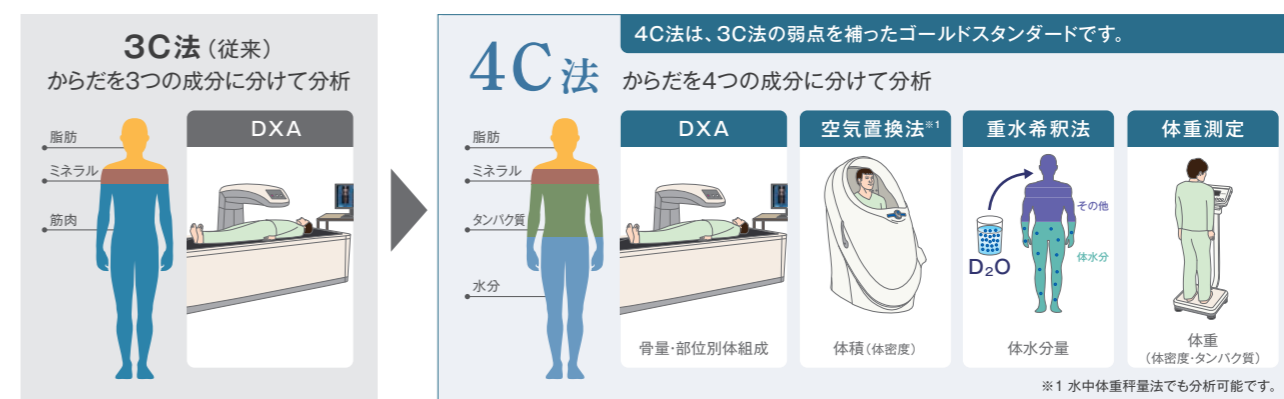 3C法(従来)
からだを3つの成分に分けて分析
脂肪
ミネラル
筋肉
DXA
4C法は、3C法の弱点を補ったゴールドスタンダードです。
4C法
からだを4つの成分に分けて分析
脂肪
ミネラル
タンパク質
水分
DXA
骨量・部位別体組成
空気置換法※1
体積(体密度)
重水希釈法
その他
体水分
D₂O
体水分量
体重測定
体重
(体密度・タンパク質)
※1 水中体重秤量法でも分析可能です。